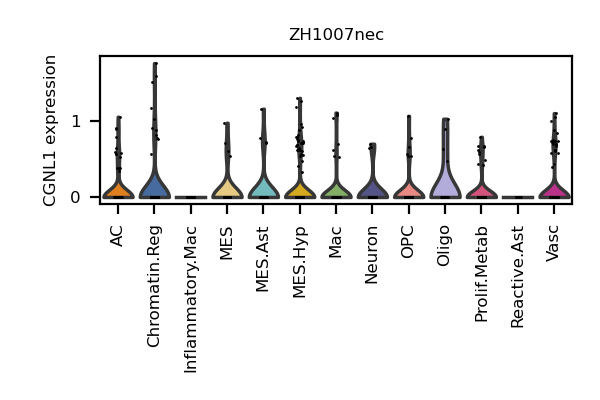 ZH1007nec
CGNL1 expression
1
0
AC
Chromatin.Reg
Inflammatory.Mac
MES
MES.Ast
MES.Hyp
Mac
Neuron
OPC
Oligo
Prolif.Metab
Reactive.Ast
Vasc